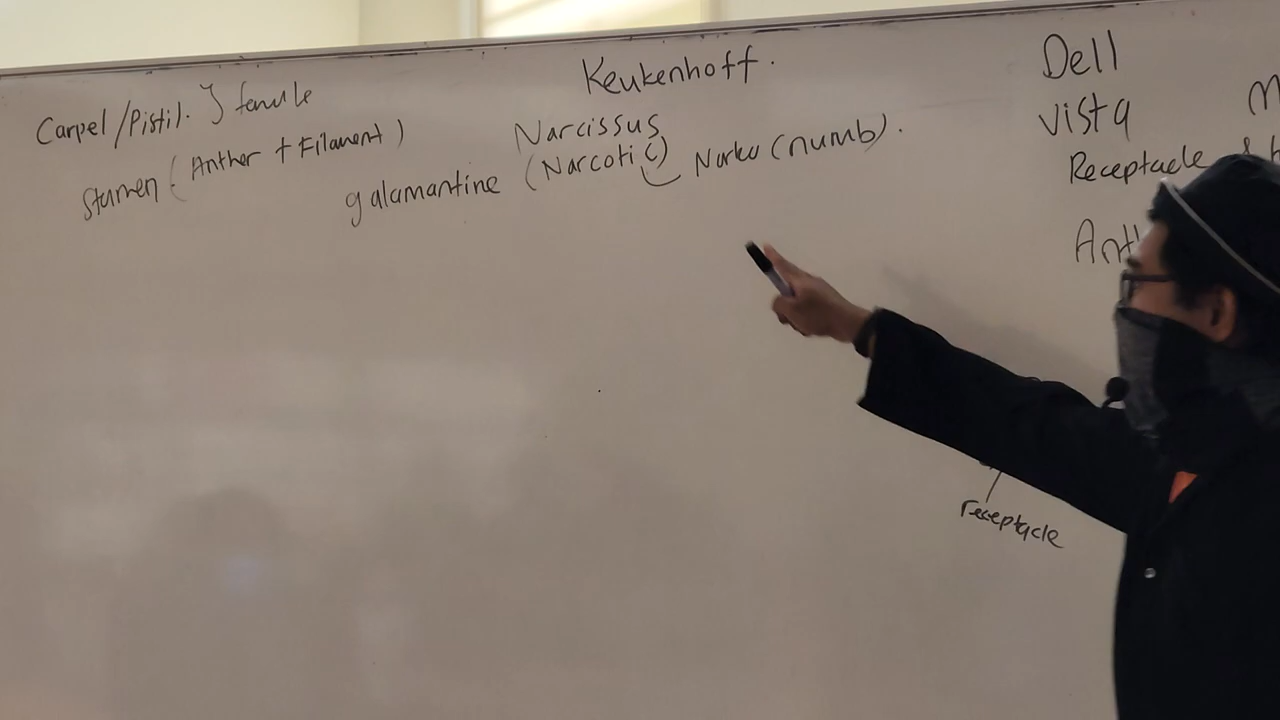 Carpel/Pistil. } female
Stamen (Anther + Filament)
Keukenhoff.
Narcissus
galamantine (Narcotic) Narko (numb).
Dell
Vista
Receptacle &
receptacle